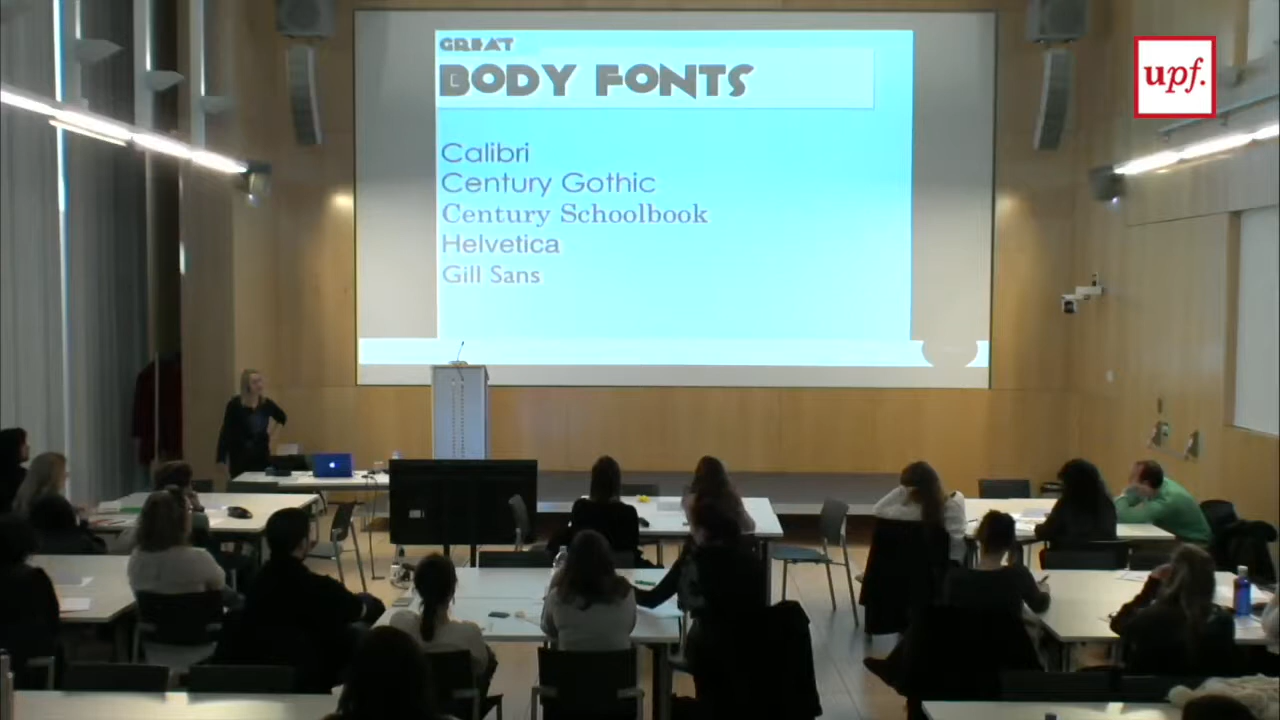 GREAT
BODY FONTS
upf.
Calibri
Century Gothic
Century Schoolbook
Helvetica
Gill Sans